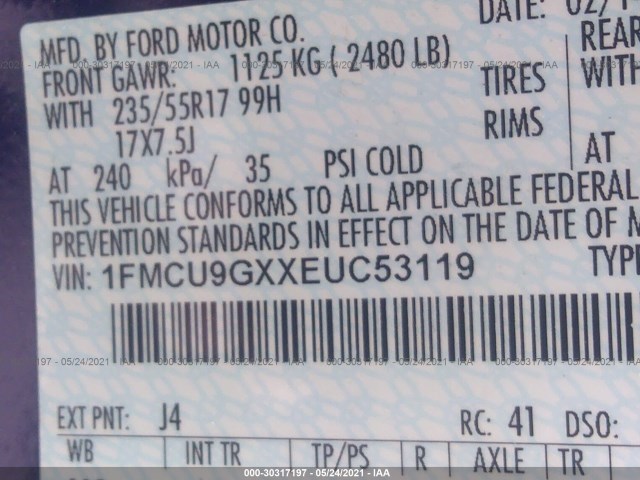 DATE: 02/1
MFD. BY FORD MOTOR CO.
FRONT GAWR: 1125 KG ( 2480 LB)
REAR
WITH 235/55R17 99H TIRES WITH
17X7.5J RIMS
AT 240 kPa/ 35 PSI COLD AT
THIS VEHICLE CONFORMS TO ALL APPLICABLE FEDERAL
PREVENTION STANDARDS IN EFFECT ON THE DATE OF M
VIN: 1FMCU9GXXEUC53119 TYPE
EXT PNT: J4 RC: 41 DSO:
WB INT TR TP/PS R AXLE TR
000-30317197 - 05/24/2021 - IAA